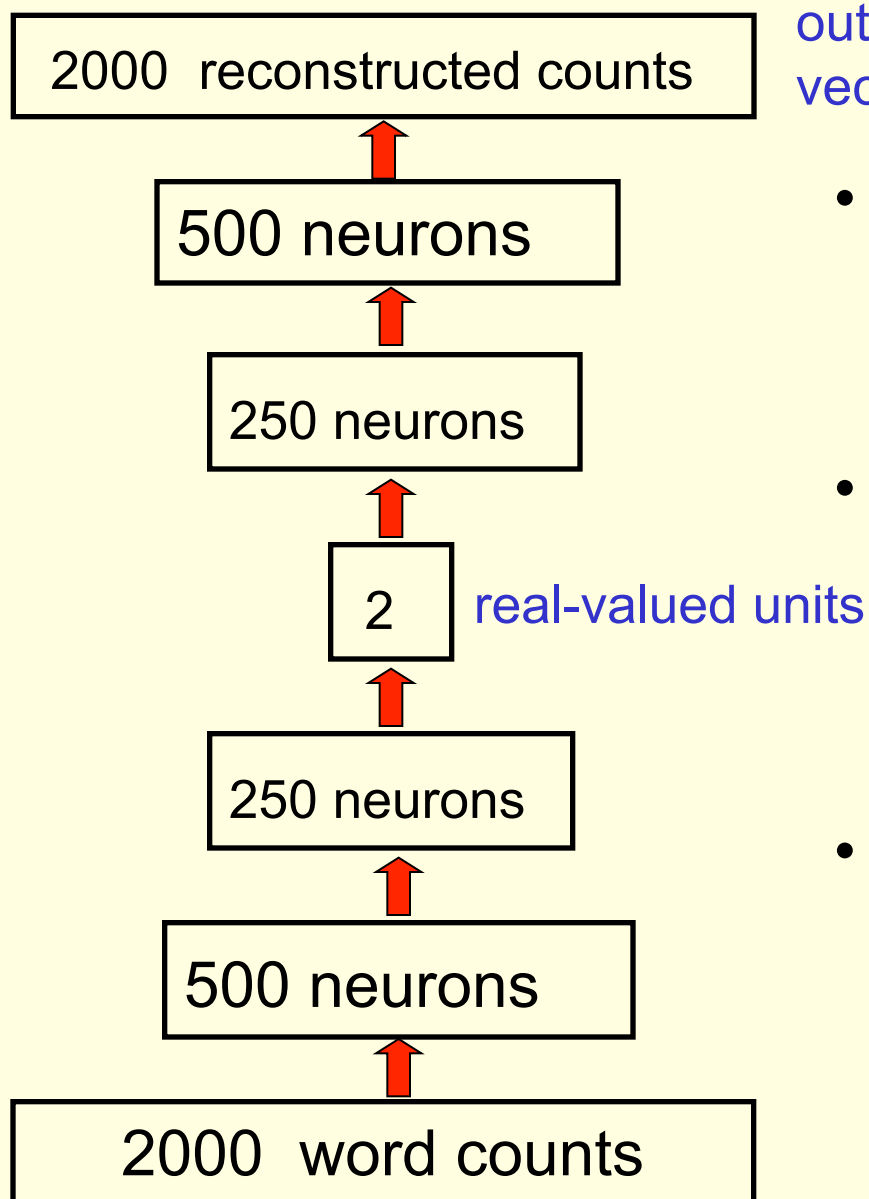 2000 reconstructed counts
500 neurons
250 neurons
2 real-valued units
250 neurons
500 neurons
2000 word counts